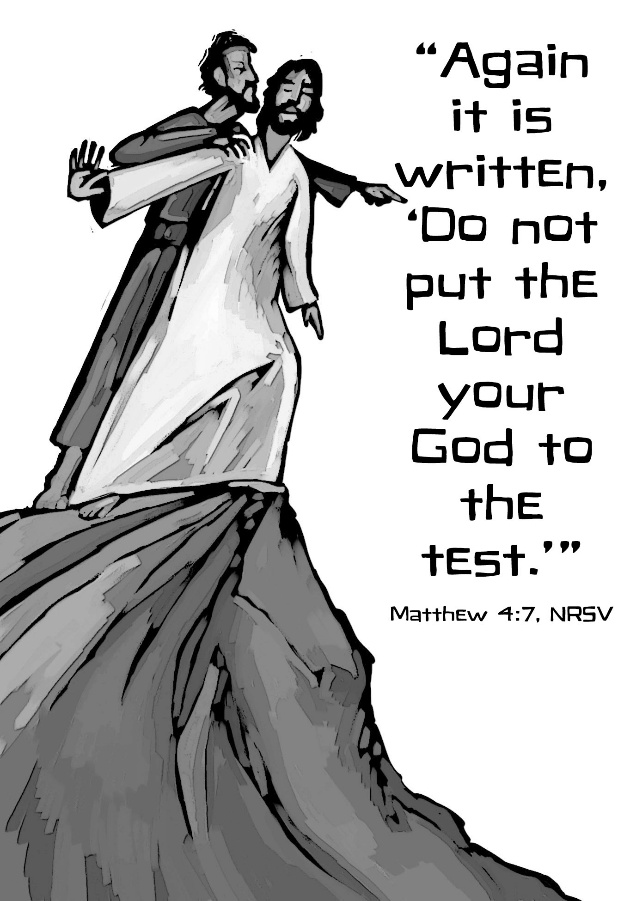 “Again
it is
written,
‘Do not
put the
Lord
your
God to
the
test.’”
Matthew 4:7, NRSV